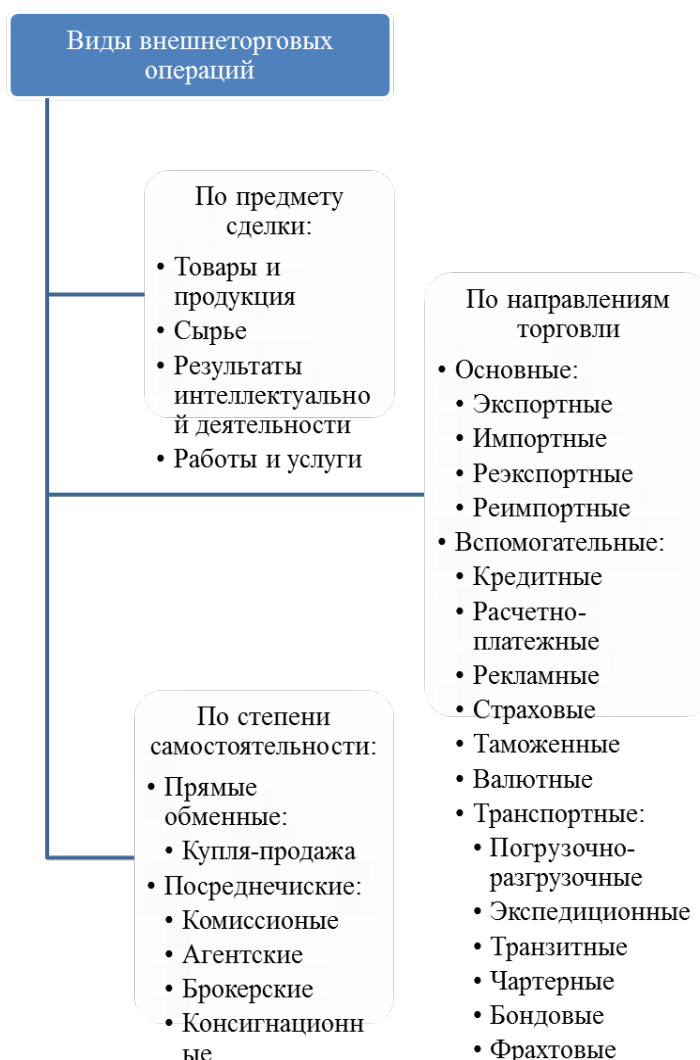 Виды внешнеторговых
операций
По предмету
сделки:
• Товары и
продукция
• Сырье
• Результаты
интеллектуально
й деятельности
• Работы и услуги
По направлениям
торговли
• Основные:
• Экспортные
• Импортные
• Реэкспортные
• Реимпортные
• Вспомогательные:
• Кредитные
• Расчетно-
платежные
• Рекламные
• Страховые
• Таможенные
• Валютные
• Транспортные:
• Погрузочно-
разгрузочные
• Экспедиционные
• Транзитные
• Чартерные
• Бондовые
• Фрахтовые
По степени
самостоятельности:
• Прямые
обменные:
• Купля-продажа
• Посреднечиские:
• Комиссионые
• Агентские
• Брокерские
• Консигнационн
ые